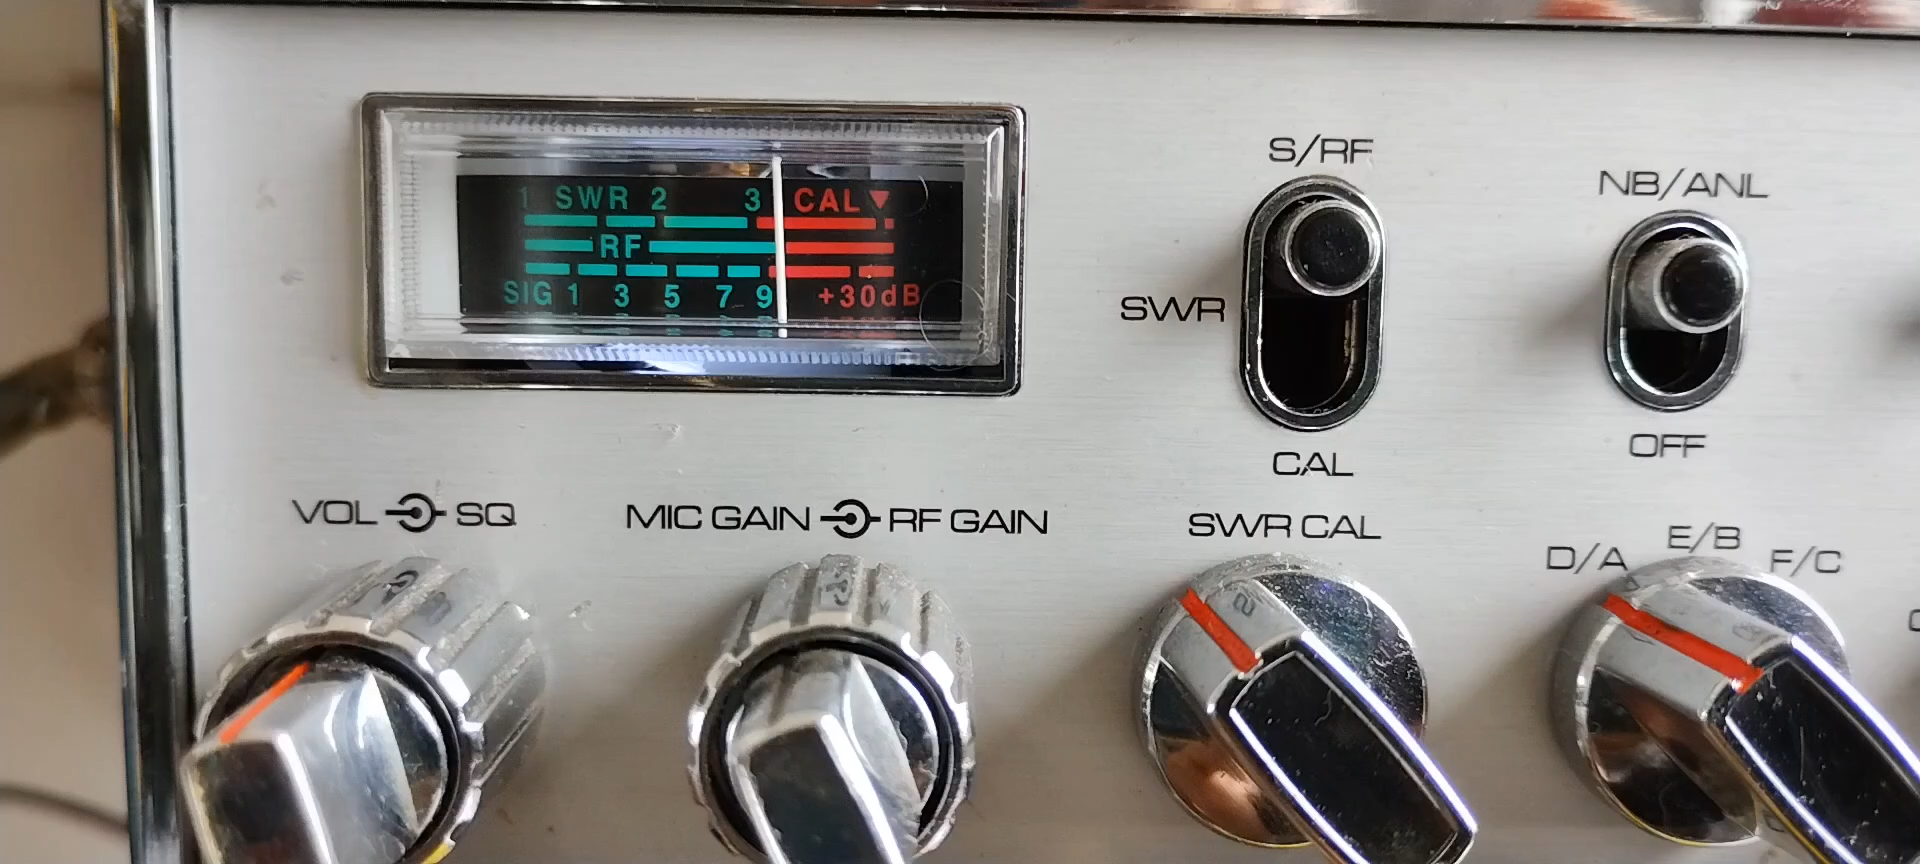 1 SWR 2 3 CAL▼
RF
SIG 1 3 5 7 9 +30dB
S/RF
SWR
CAL
NB/ANL
OFF
VOL SQ
MIC GAIN RF GAIN
SWR CAL
D/A E/B F/C